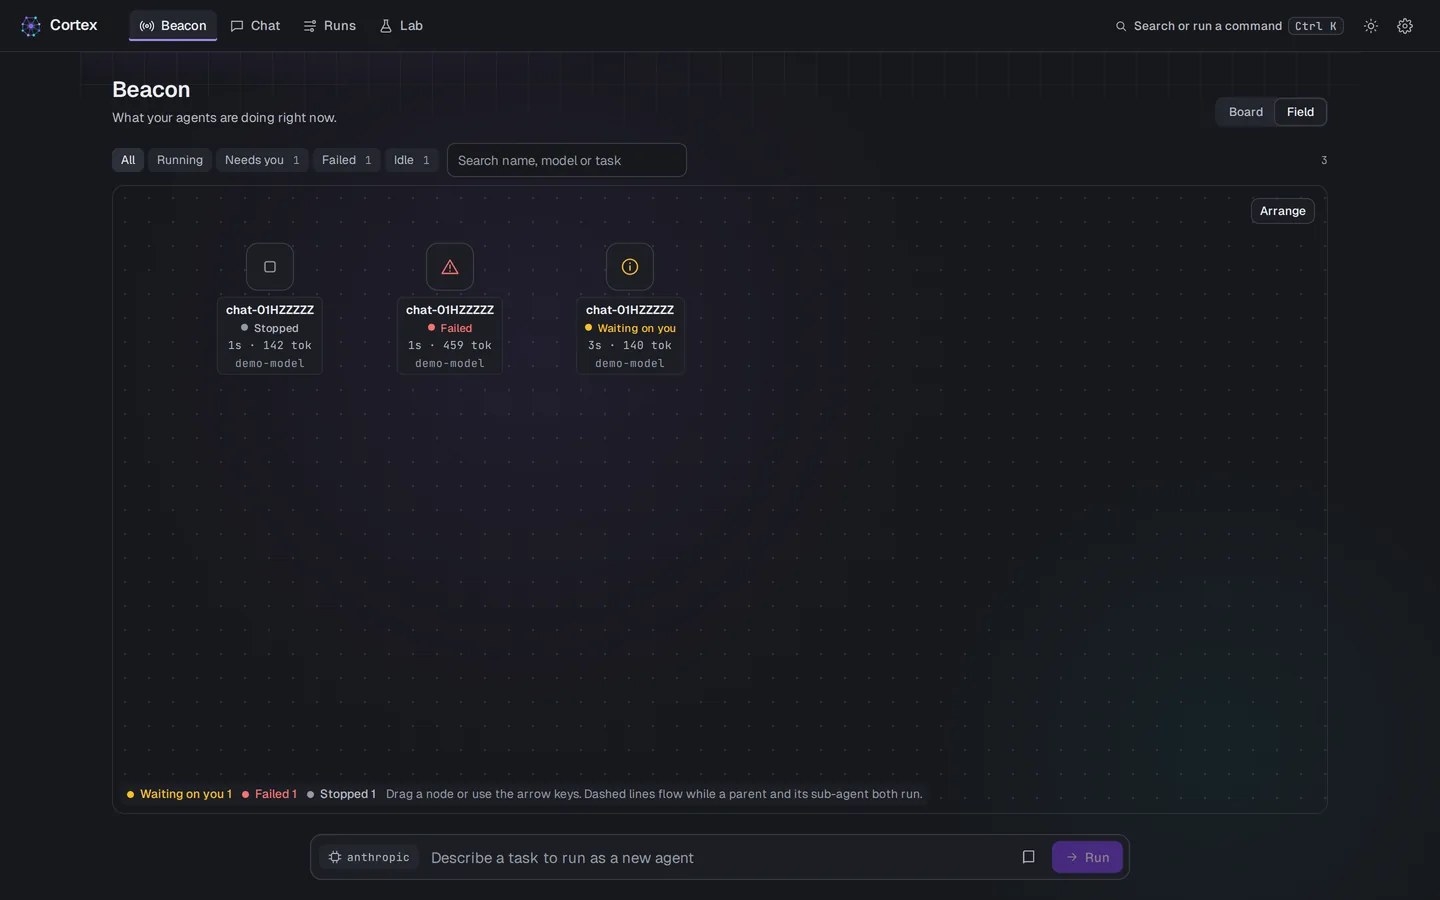 Cortex
Beacon
Chat
Runs
Lab
Search or run a command
Ctrl K
Beacon
What your agents are doing right now.
Board
Field
All
Running
Needs you 1
Failed 1
Idle 1
Search name, model or task
3
Arrange
chat-01HZZZZZ
Stopped
1s · 142 tok
demo-model
chat-01HZZZZZ
Failed
1s · 459 tok
demo-model
chat-01HZZZZZ
Waiting on you
3s · 140 tok
demo-model
Waiting on you 1
Failed 1
Stopped 1
Drag a node or use the arrow keys. Dashed lines flow while a parent and its sub-agent both run.
anthropic
Describe a task to run as a new agent
Run